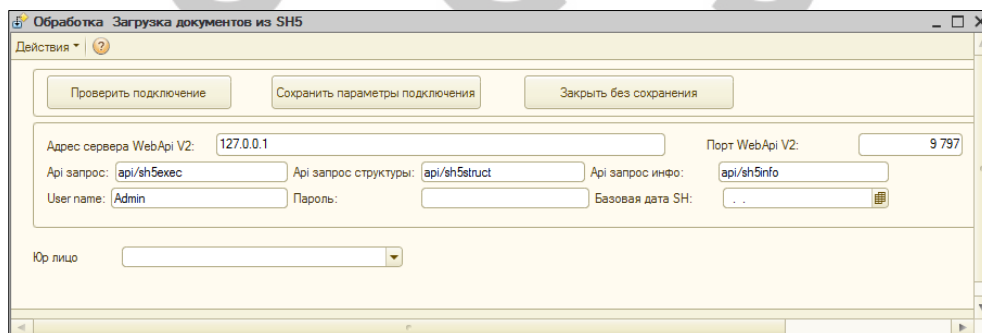 Обработка Загрузка документов из SH5
Действия
Проверить подключение Сохранить параметры подключения Закрыть без сохранения
Адрес сервера WebApi V2: 127.0.0.1 Порт WebApi V2: 9 797
Api запрос: api/sh5exec Api запрос структуры: api/sh5struct Api запрос инфо: api/sh5info
User name: Admin Пароль: Базовая дата SH: . .
Юр лицо